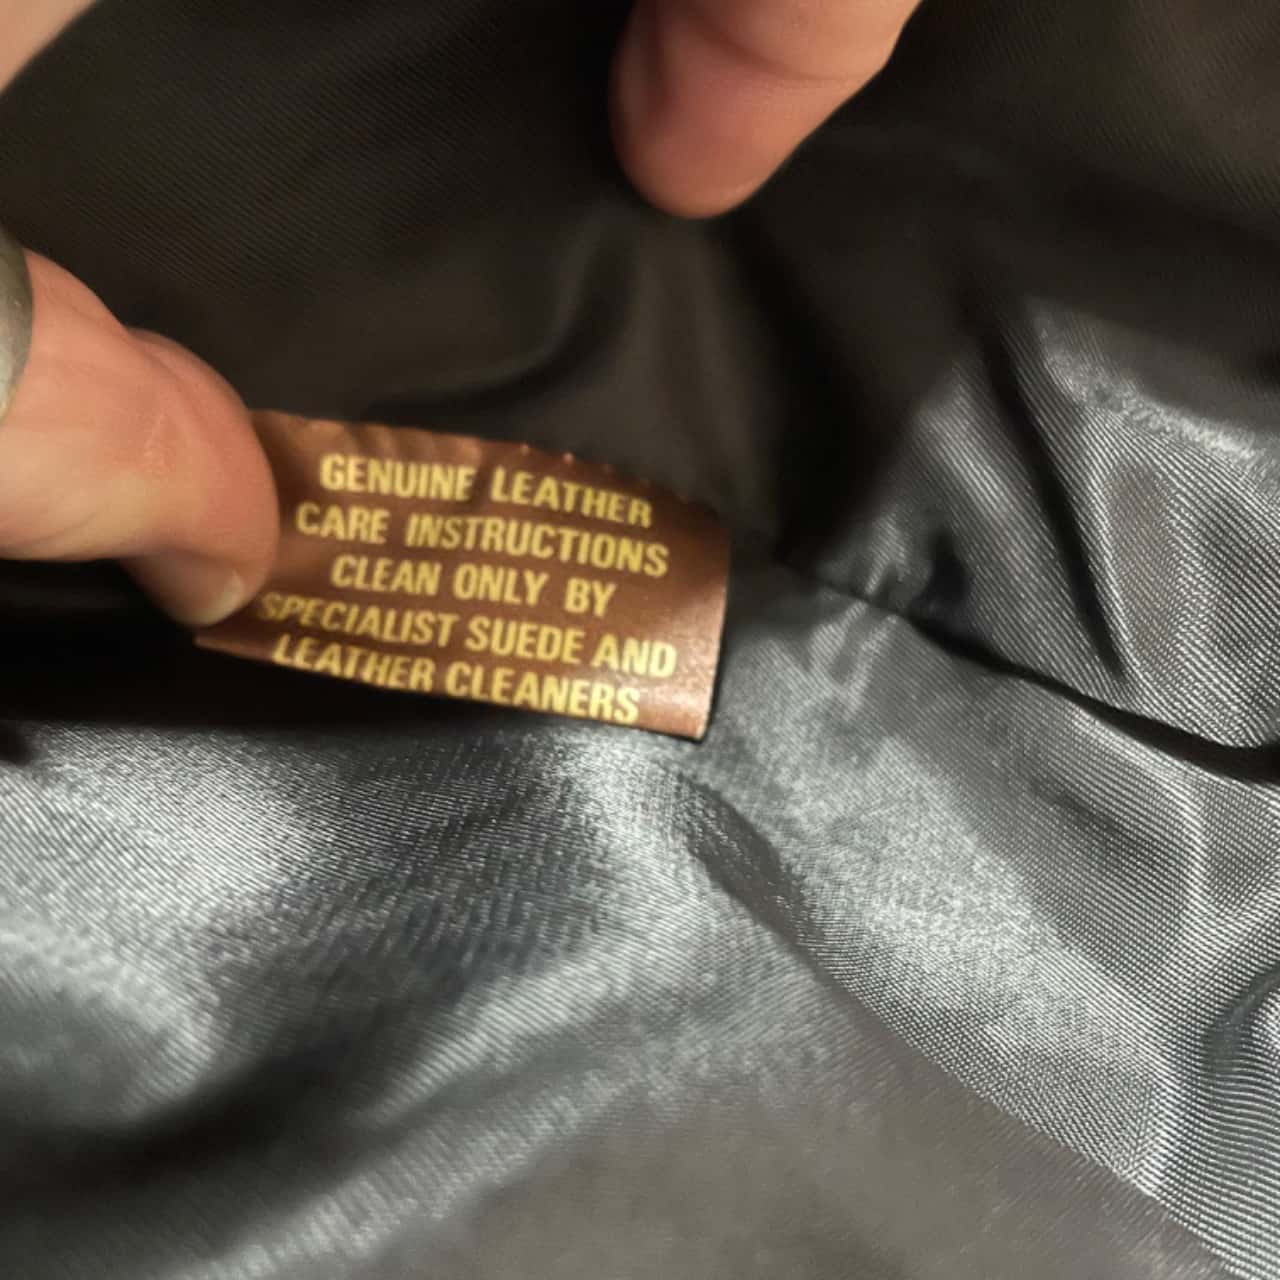 GENUINE LEATHER
CARE INSTRUCTIONS
CLEAN ONLY BY
SPECIALIST SUEDE AND
LEATHER CLEANERS